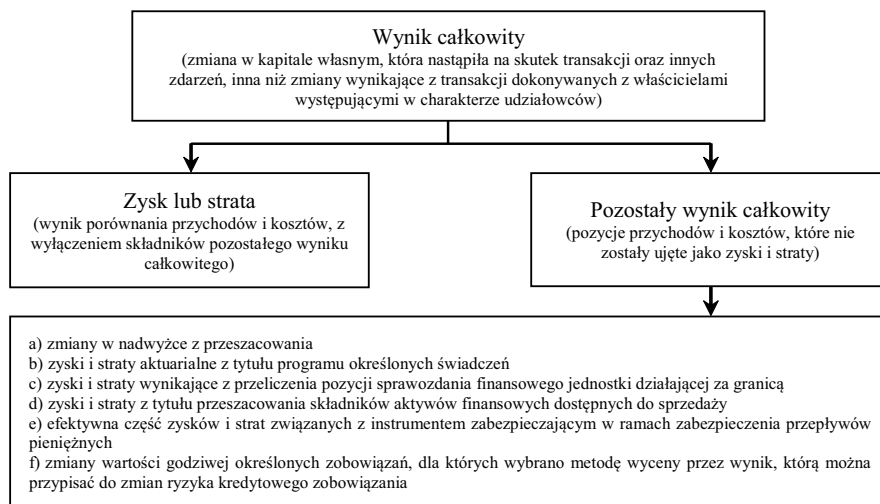 Wynik całkowity
(zmiana w kapitale własnym, która nastąpiła na skutek transakcji oraz innych
zdarzeń, inna niż zmiany wynikające z transakcji dokonywanych z właścicielami
występującymi w charakterze udziałowców)
Zysk lub strata
(wynik porównania przychodów i kosztów, z
wyłączeniem składników pozostałego wyniku
całkowitego)
Pozostały wynik całkowity
(pozycje przychodów i kosztów, które nie
zostały ujęte jako zyski i straty)
a) zmiany w nadwyżce z przeszacowania
b) zyski i straty aktuarialne z tytułu programu określonych świadczeń
c) zyski i straty wynikające z przeliczenia pozycji sprawozdania finansowego jednostki działającej za granicą
d) zyski i straty z tytułu przeszacowania składników aktywów finansowych dostępnych do sprzedaży
e) efektywna część zysków i strat związanych z instrumentem zabezpieczającym w ramach zabezpieczenia przepływów
pieniężnych
f) zmiany wartości godziwej określonych zobowiązań, dla których wybrano metodę wyceny przez wynik, którą można
przypisać do zmian ryzyka kredytowego zobowiązania